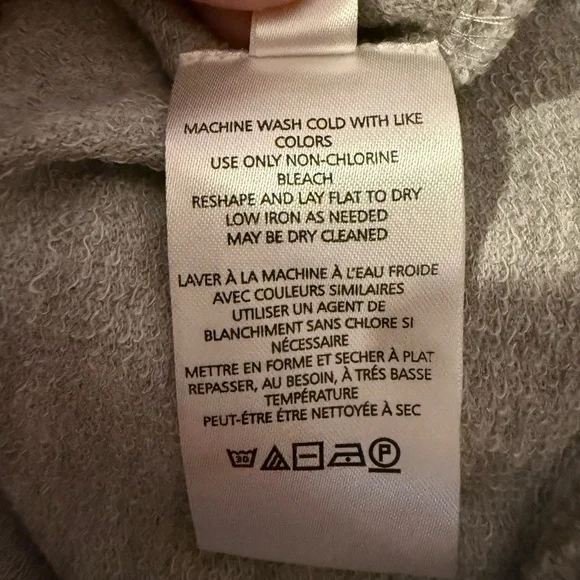 MACHINE WASH COLD WITH LIKE
COLORS
USE ONLY NON-CHLORINE
BLEACH
RESHAPE AND LAY FLAT TO DRY
LOW IRON AS NEEDED
MAY BE DRY CLEANED
LAVER À LA MACHINE À L'EAU FROIDE
AVEC COULEURS SIMILAIRES
UTILISER UN AGENT DE
BLANCHIMENT SANS CHLORE SI
NÉCESSAIRE
METTRE EN FORME ET SECHER À PLAT
REPASSER, AU BESOIN, À TRÉS BASSE
TEMPÉRATURE
PEUT-ÉTRE ÉTRE NETTOYÉE À SEC
30 P